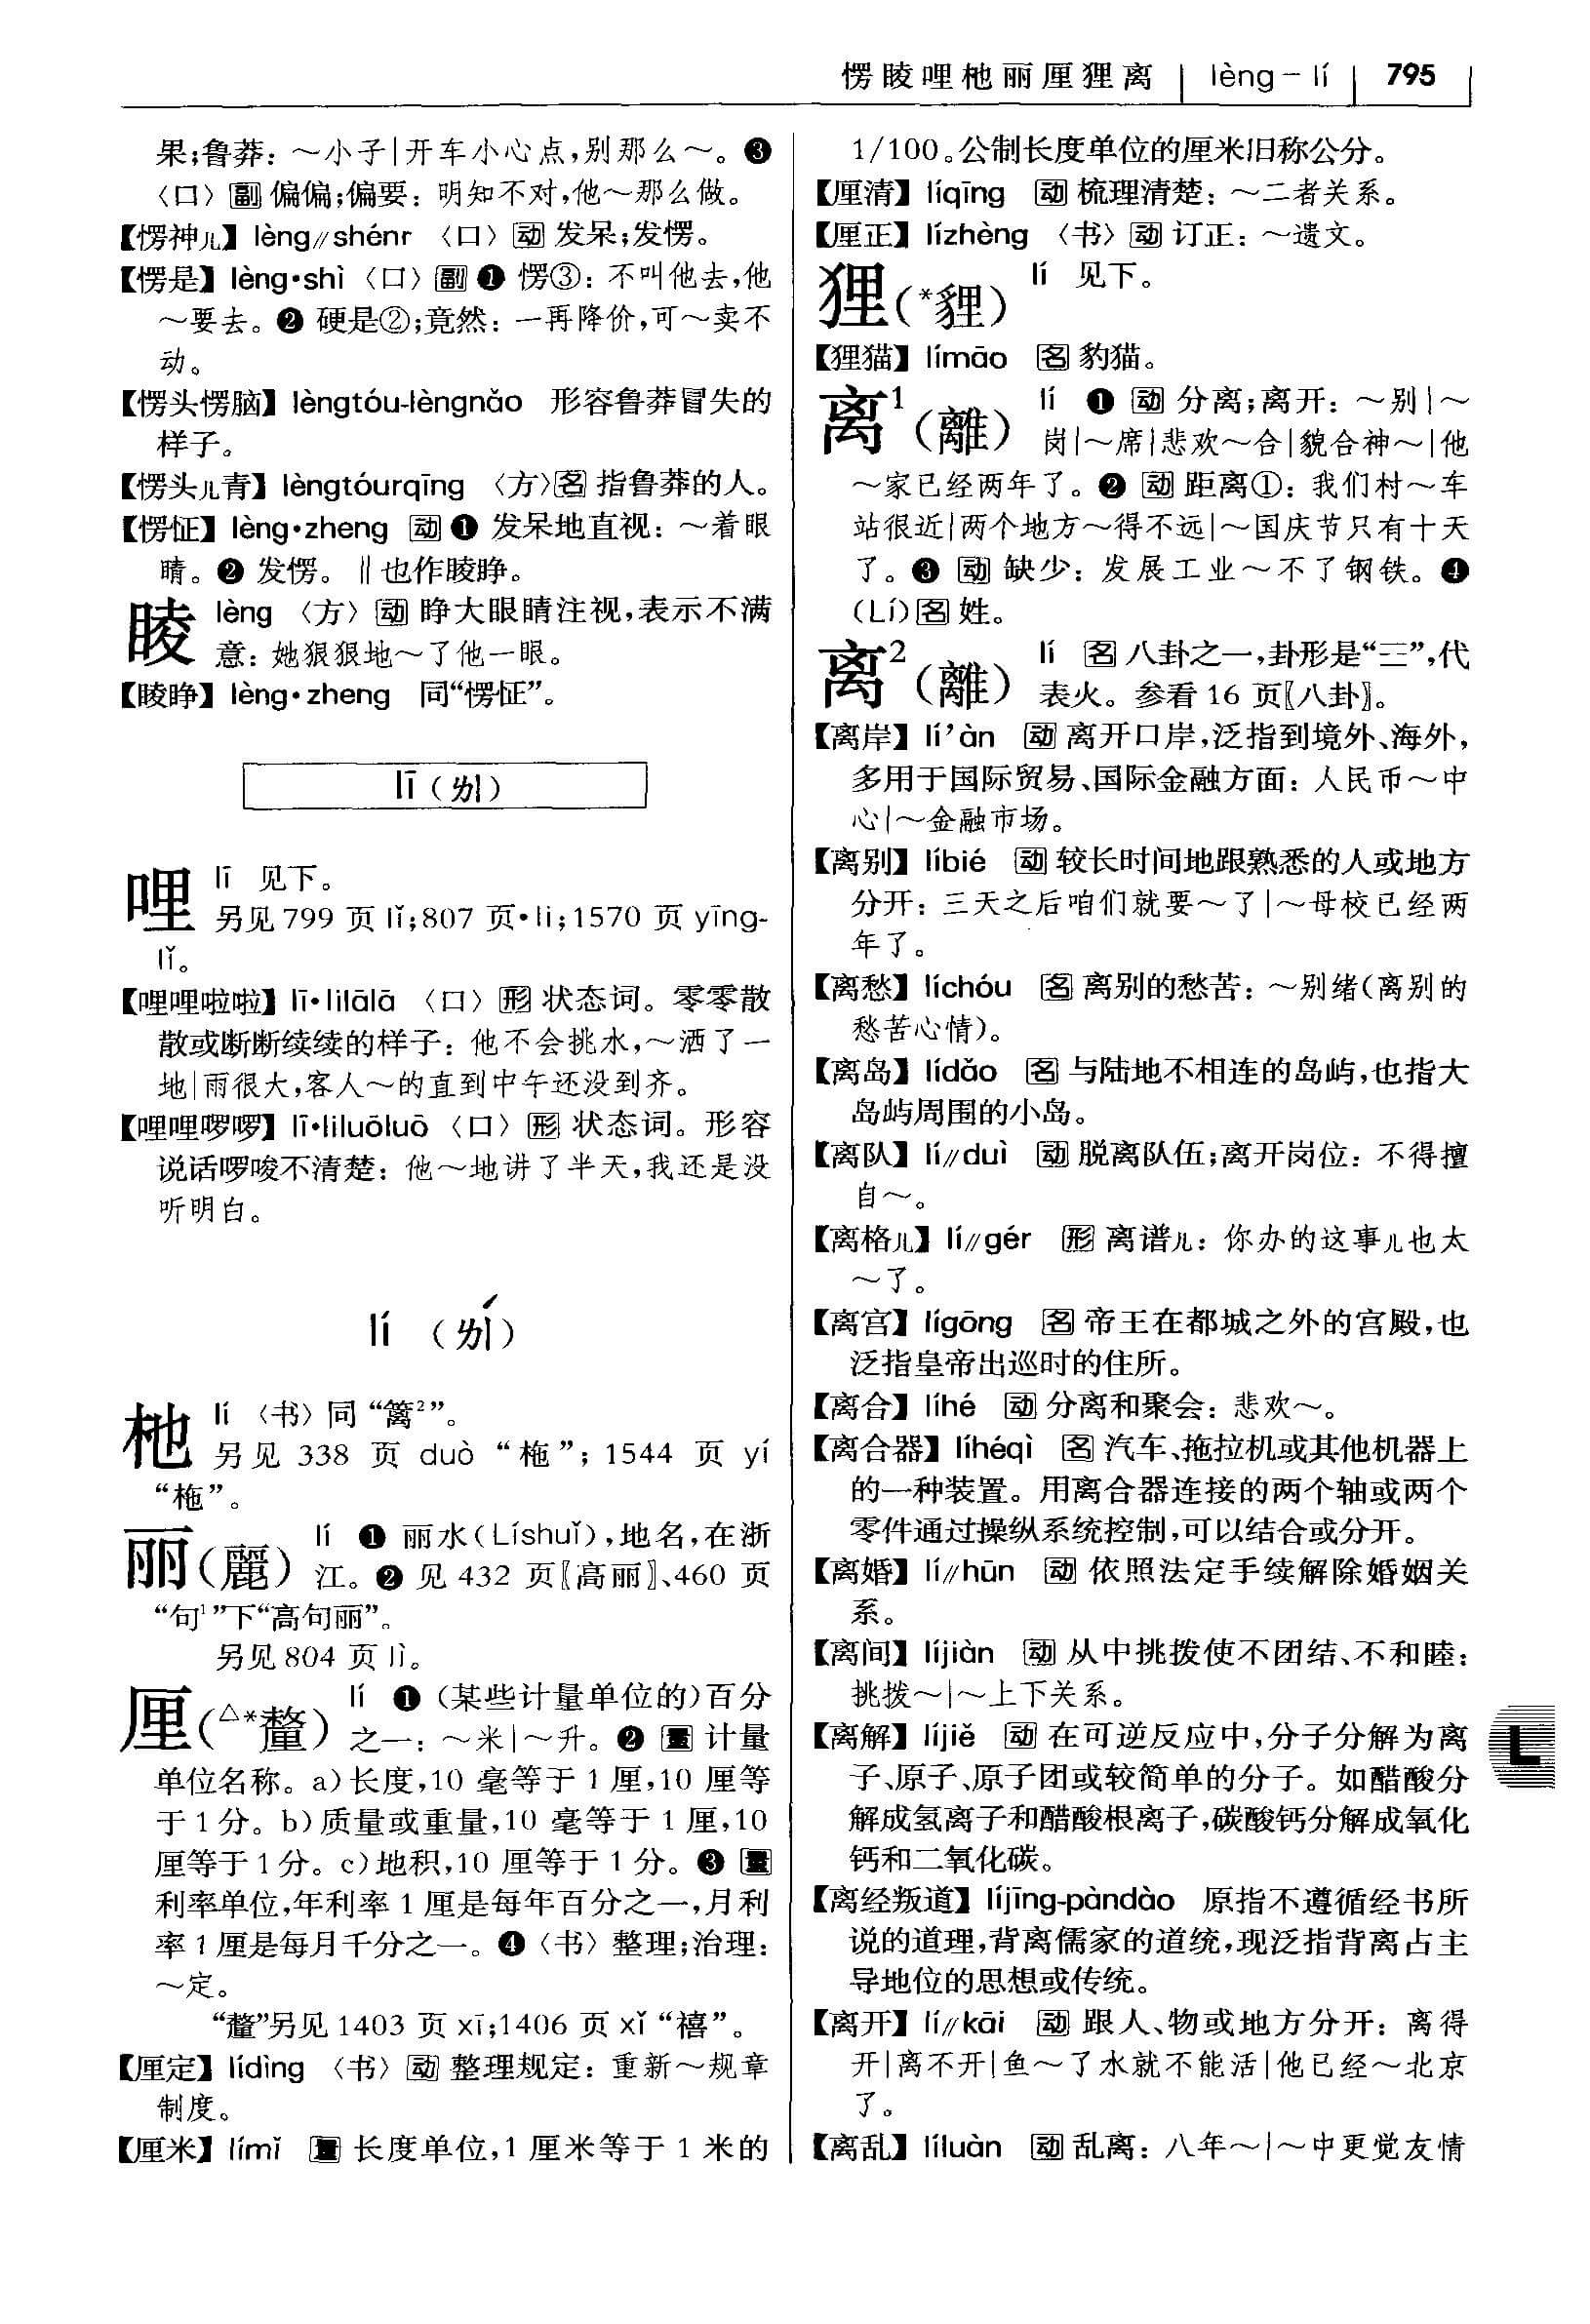 愣睖哩杝丽厘狸离 | lèng－lí | 795
果;鲁莽：～小子|开车小心点,别那么～。❸
〈口〉副 偏偏;偏要：明知不对,他～那么做。
【愣神儿】lèng//shénr 〈口〉动 发呆;发愣。
【愣是】lèng•shì 〈口〉副 ❶ 愣③：不叫他去,他
～要去。❷ 硬是②;竟然：一再降价,可～卖不
动。
【愣头愣脑】lèngtóu-lèngnǎo 形容鲁莽冒失的
样子。
【愣头儿青】lèngtóurqīng 〈方〉名 指鲁莽的人。
【愣怔】lèng•zheng 动 ❶ 发呆地直视：～着眼
睛。❷ 发愣。‖也作睖睁。
睖 lèng 〈方〉动 睁大眼睛注视,表示不满
意：她狠狠地～了他一眼。
【睖睁】lèng•zheng 同“愣怔”。
lī（ㄌㄧ）
哩 lī 见下。
另见799 页 lǐ;807 页•li;1570 页 yīng-
lǐ。
【哩哩啦啦】lī•lilālā 〈口〉形 状态词。零零散
散或断断续续的样子：他不会挑水,～洒了一
地|雨很大,客人～的直到中午还没到齐。
【哩哩啰啰】lī•liluōluō 〈口〉形 状态词。形容
说话啰唆不清楚：他～地讲了半天,我还是没
听明白。
lí（ㄌㄧˊ）
杝 lí 〈书〉同“篱²”。
另见 338 页 duò “柂”；1544 页 yí
“柂”。
丽(麗) lí ❶ 丽水(Líshuǐ),地名,在浙
江。❷ 见 432 页〖高丽〗、460 页
“句¹”下“高句丽”。
另见 804 页 lì。
厘(△*釐) lí ❶ (某些计量单位的)百分
之一：～米|～升。❷ 量 计量
单位名称。a)长度,10 毫等于 1 厘,10 厘等
于 1 分。b)质量或重量,10 毫等于 1 厘,10
厘等于 1 分。c)地积,10 厘等于 1 分。❸ 量
利率单位,年利率 1 厘是每年百分之一,月利
率 1 厘是每月千分之一。❹〈书〉整理;治理：
～定。
“釐”另见 1403 页 xī;1406 页 xǐ “禧”。
【厘定】lídìng 〈书〉动 整理规定：重新～规章
制度。
【厘米】límǐ 量 长度单位,1 厘米等于 1 米的
1/100。公制长度单位的厘米旧称公分。
【厘清】líqīng 动 梳理清楚：～二者关系。
【厘正】lízhèng 〈书〉动 订正：～遗文。
狸(*貍) lí 见下。
【狸猫】límāo 名 豹猫。
离¹(離) lí ❶ 动 分离;离开：～别|～
岗|～席|悲欢～合|貌合神～|他
～家已经两年了。❷ 动 距离①：我们村～车
站很近|两个地方～得不远|～国庆节只有十天
了。❸ 动 缺少：发展工业～不了钢铁。❹
(Lí)名 姓。
离²(離) lí 名 八卦之一,卦形是“☲”,代
表火。参看 16 页〖八卦〗。
【离岸】lí’àn 动 离开口岸,泛指到境外、海外,
多用于国际贸易、国际金融方面：人民币～中
心|～金融市场。
【离别】líbié 动 较长时间地跟熟悉的人或地方
分开：三天之后咱们就要～了|～母校已经两
年了。
【离愁】líchóu 名 离别的愁苦：～别绪(离别的
愁苦心情)。
【离岛】lídǎo 名 与陆地不相连的岛屿,也指大
岛屿周围的小岛。
【离队】lí//duì 动 脱离队伍;离开岗位：不得擅
自～。
【离格儿】lí//gér 形 离谱儿：你办的这事儿也太
～了。
【离宫】lígōng 名 帝王在都城之外的宫殿,也
泛指皇帝出巡时的住所。
【离合】líhé 动 分离和聚会：悲欢～。
【离合器】líhéqì 名 汽车、拖拉机或其他机器上
的一种装置。用离合器连接的两个轴或两个
零件通过操纵系统控制,可以结合或分开。
【离婚】lí//hūn 动 依照法定手续解除婚姻关
系。
【离间】líjiàn 动 从中挑拨使不团结、不和睦：
挑拨～|～上下关系。
【离解】líjiě 动 在可逆反应中,分子分解为离
子、原子、原子团或较简单的分子。如醋酸分
解成氢离子和醋酸根离子,碳酸钙分解成氧化
钙和二氧化碳。
【离经叛道】líjīng-pàndào 原指不遵循经书所
说的道理,背离儒家的道统,现泛指背离占主
导地位的思想或传统。
【离开】lí//kāi 动 跟人、物或地方分开：离得
开|离不开|鱼～了水就不能活|他已经～北京
了。
【离乱】líluàn 动 乱离：八年～|～中更觉友情
L